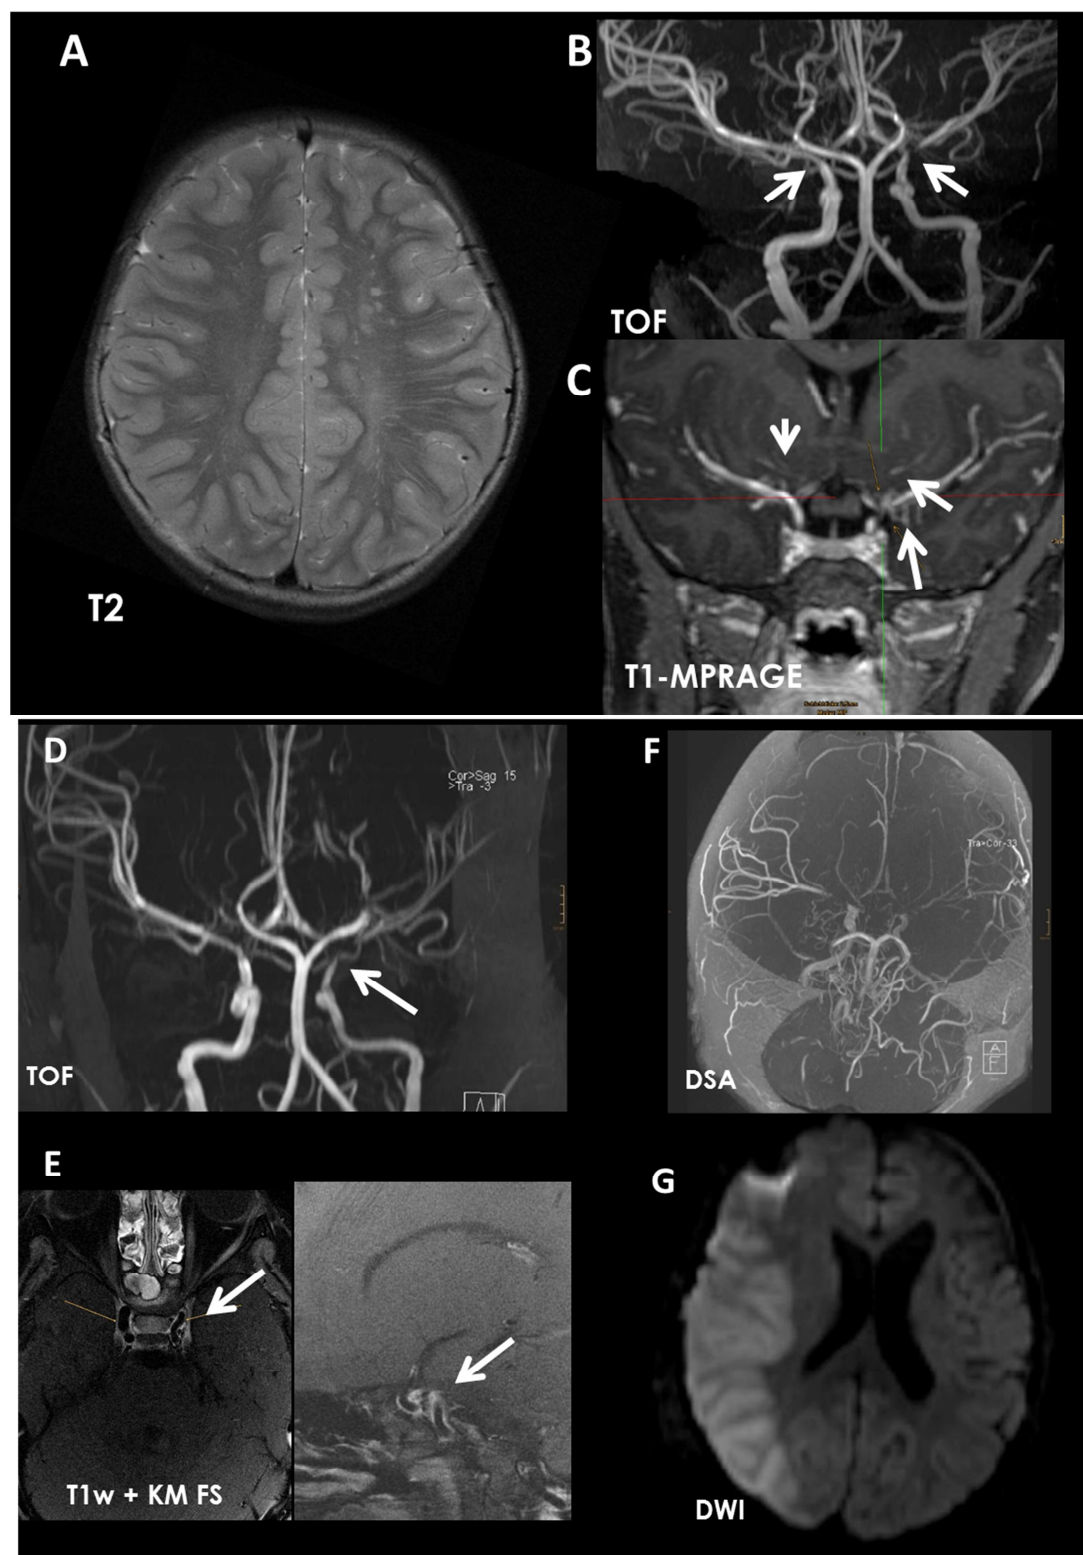 A
T2
B
TOF
C
T1-MPRAGE
D
Cor>Sag 15
>Tra -3
TOF
E
T1w + KM FS
F
Tra>Cor-33
A
F
DSA
G
DWI